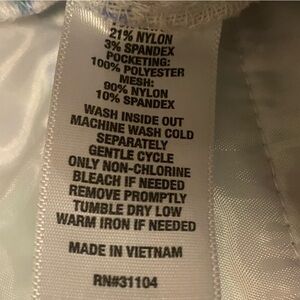 21% NYLON
3% SPANDEX
POCKETING:
100% POLYESTER
MESH:
90% NYLON
10% SPANDEX
WASH INSIDE OUT
MACHINE WASH COLD
SEPARATELY
GENTLE CYCLE
ONLY NON-CHLORINE
BLEACH IF NEEDED
REMOVE PROMPTLY
TUMBLE DRY LOW
WARM IRON IF NEEDED
MADE IN VIETNAM
RN#31104